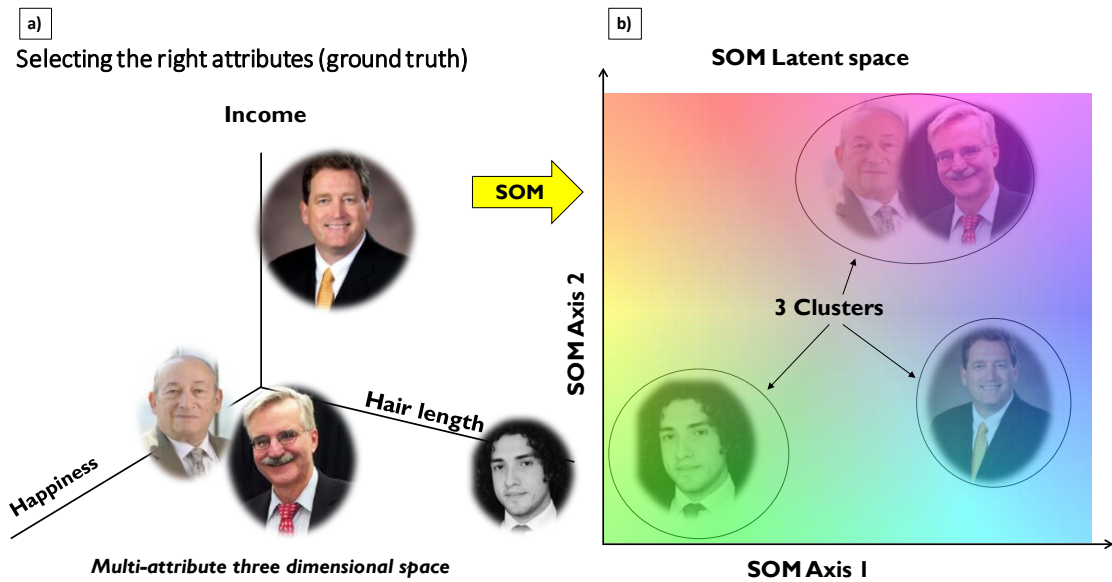 a)
Selecting the right attributes (ground truth)
Income
Hair length
Happiness
Multi-attribute three dimensional space
SOM
b)
SOM Latent space
SOM Axis 2
3 Clusters
SOM Axis 1